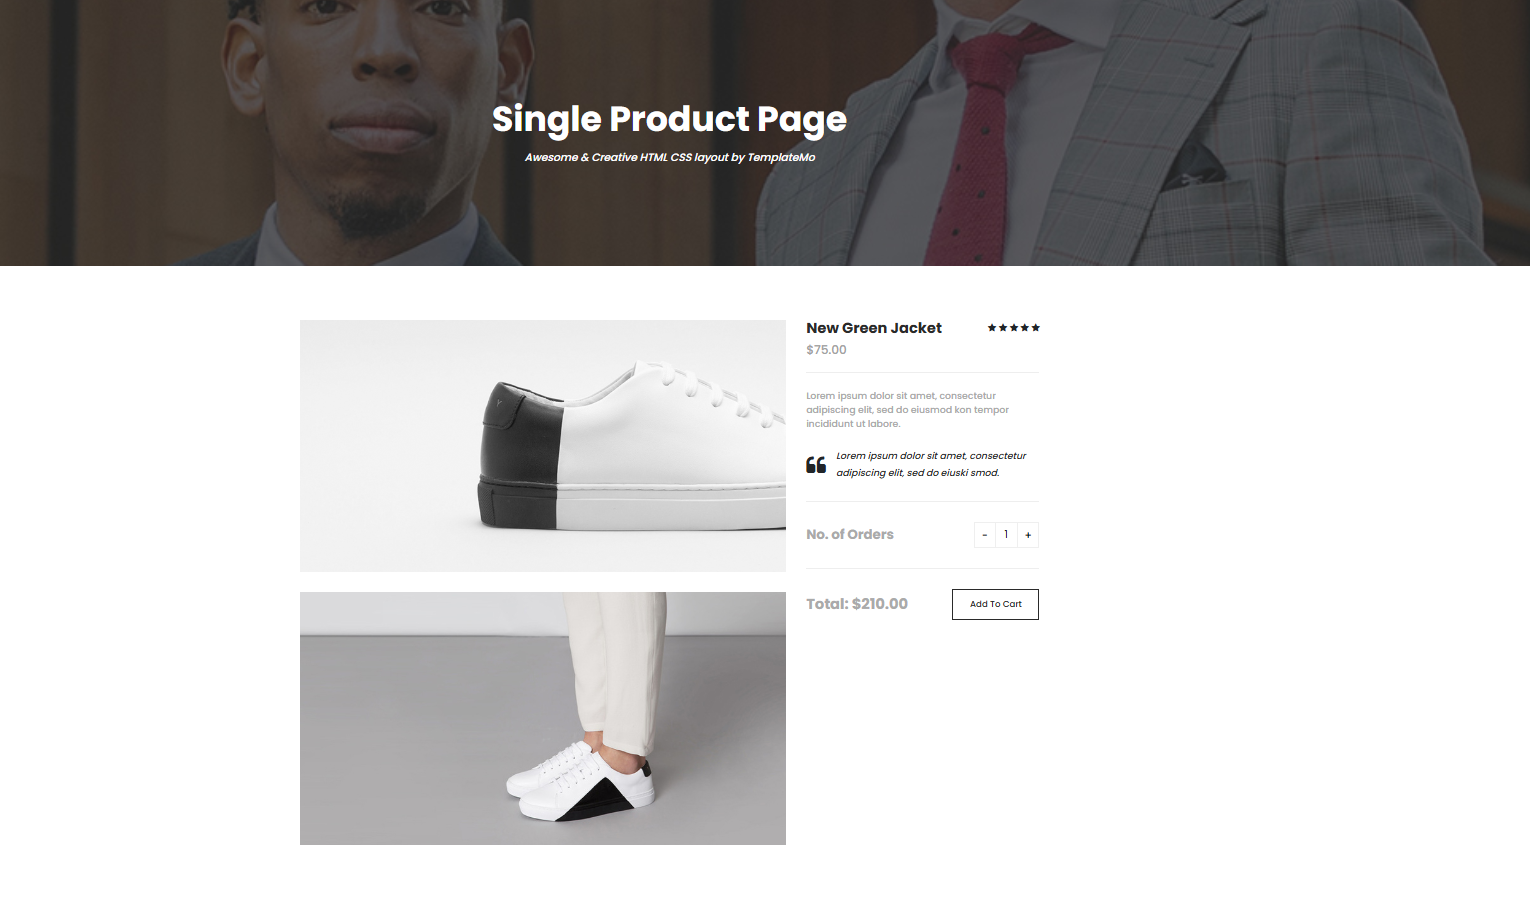 Single Product Page
Awesome & Creative HTML CSS layout by TemplateMo
New Green Jacket
$75.00
Lorem ipsum dolor sit amet, consectetur
adipiscing elit, sed do eiusmod kon tempor
incididunt ut labore.
Lorem ipsum dolor sit amet, consectetur
adipiscing elit, sed do eiuski smod.
No. of Orders
- 1 +
Total: $210.00
Add To Cart